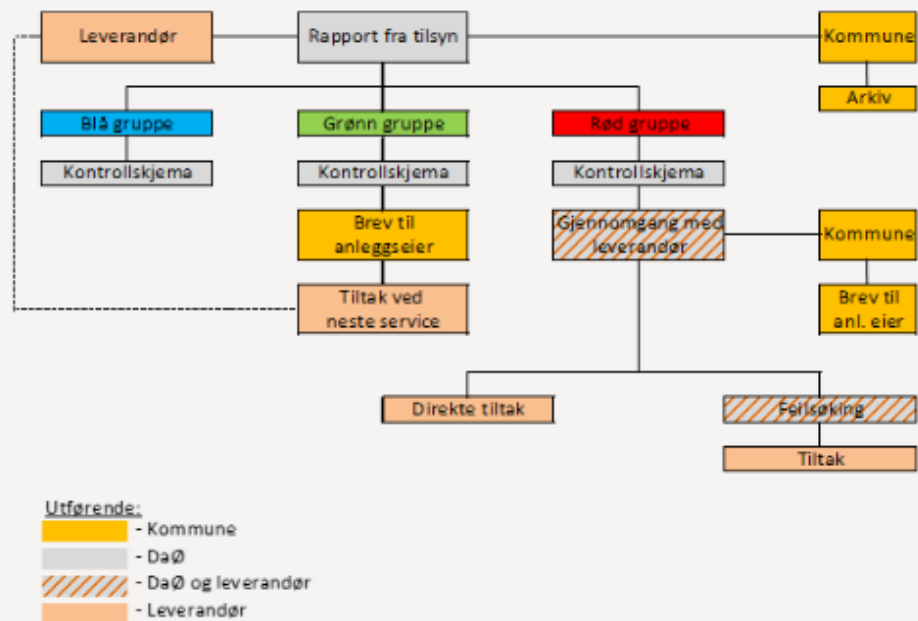 Leverandør
Rapport fra tilsyn
Kommune
Arkiv
Blå gruppe
Grønn gruppe
Rød gruppe
Kontrollskjema
Kontrollskjema
Kontrollskjema
Brev til
anleggseier
Gjennomgang med
leverandør
Kommune
Tiltak ved
neste service
Brev til
anl. eier
Direkte tiltak
Feilsøking
Tiltak
Utførende:
- Kommune
- DaØ
- DaØ og leverandør
- Leverandør